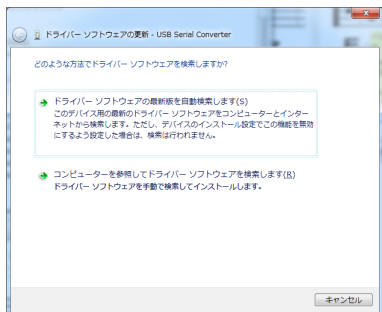 ドライバー ソフトウェアの更新 - USB Serial Converter
どのような方法でドライバー ソフトウェアを検索しますか?
ドライバー ソフトウェアの最新版を自動検索します(S)
このデバイス用の最新のドライバー ソフトウェアをコンピューターとインター
ネットから検索します。ただし、デバイスのインストール設定でこの機能を無効
にするよう設定した場合は、検索は行われません。
コンピューターを参照してドライバー ソフトウェアを検索します(R)
ドライバー ソフトウェアを手動で検索してインストールします。
キャンセル